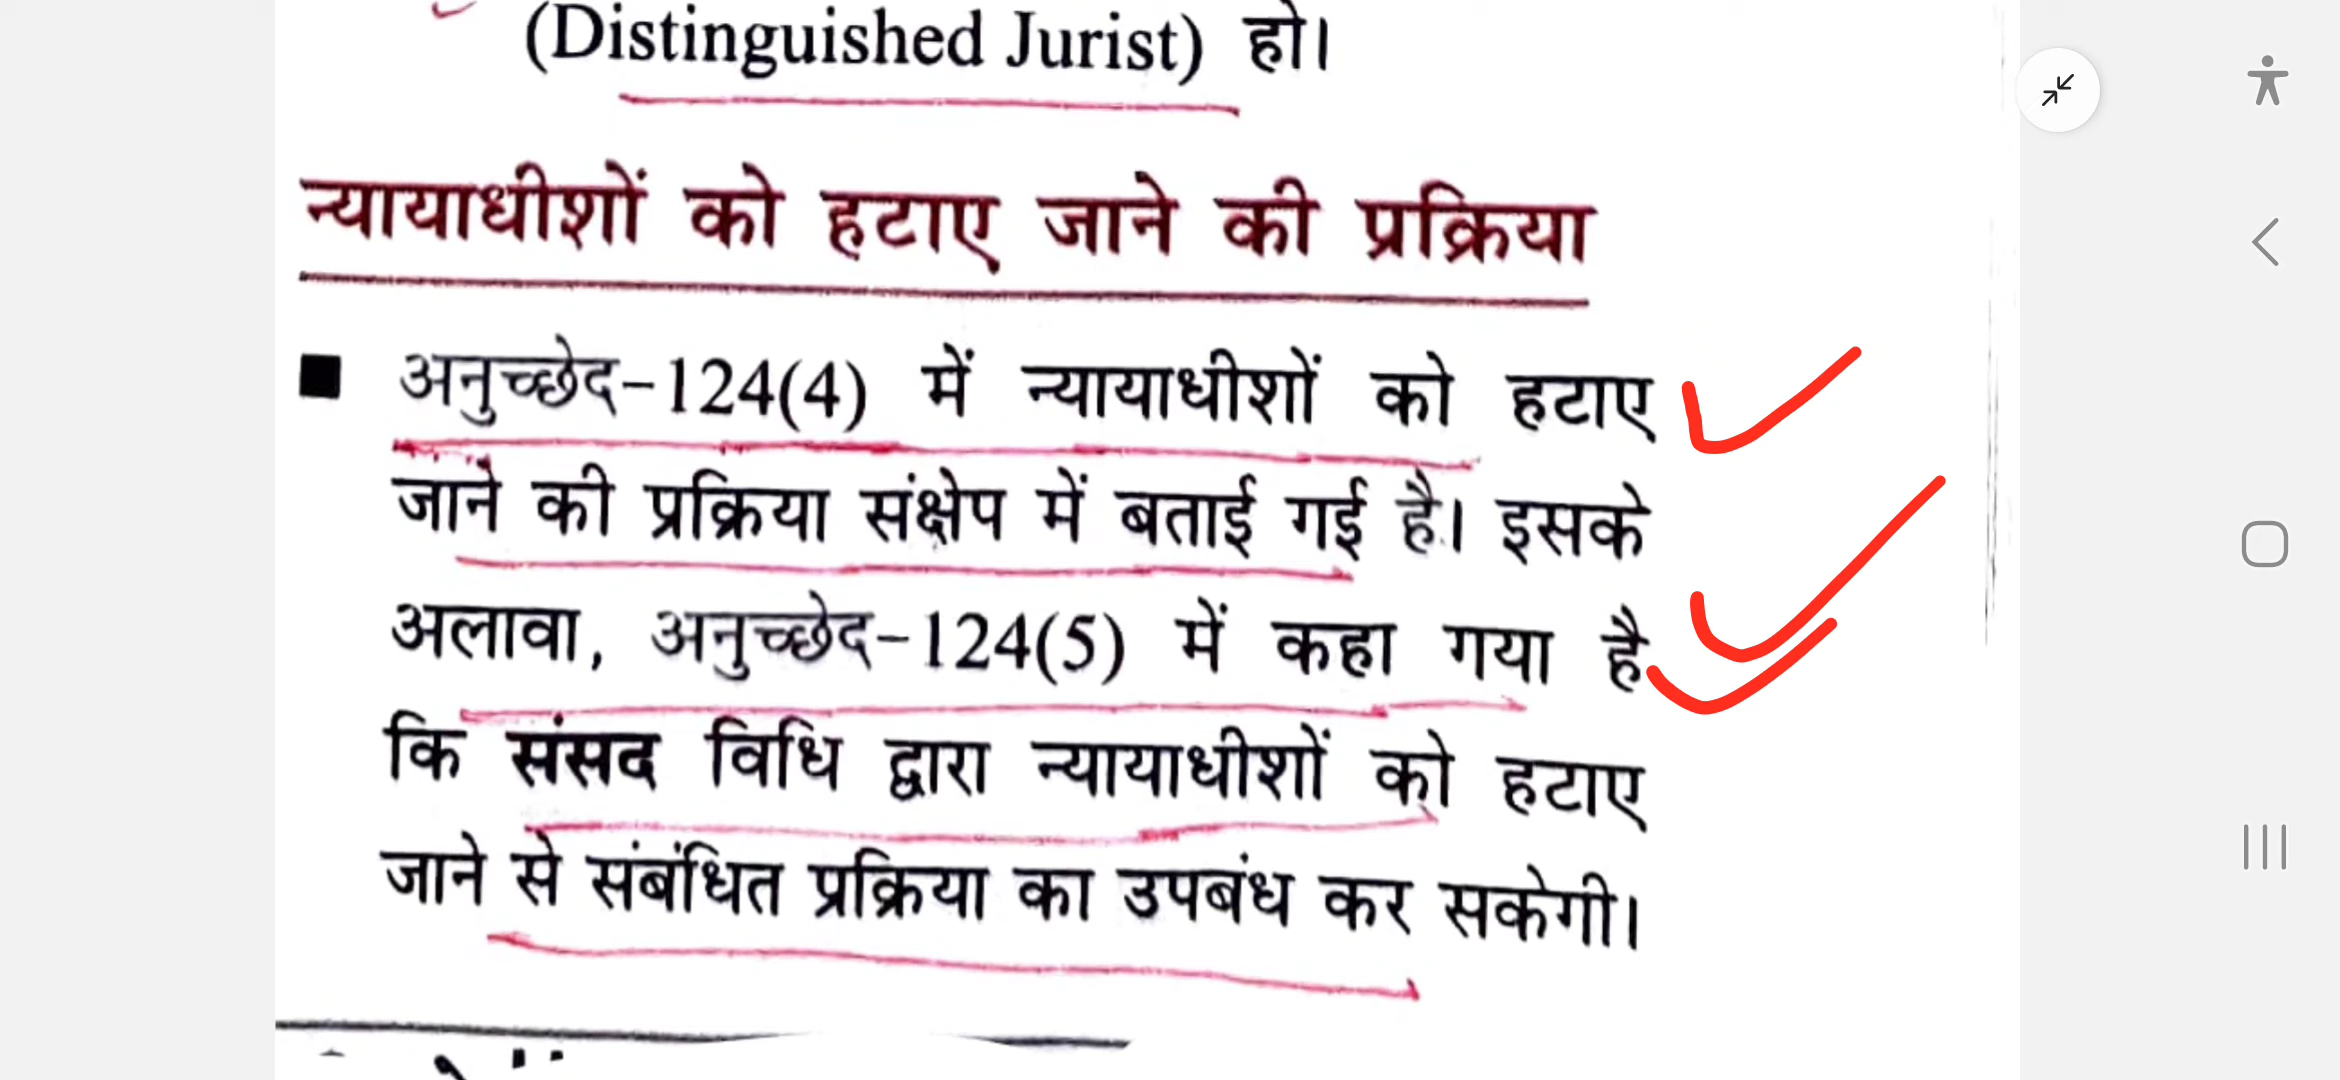 (Distinguished Jurist) हो।
न्यायाधीशों को हटाए जाने की प्रक्रिया
■ अनुच्छेद-124(4) में न्यायाधीशों को हटाए
जाने की प्रक्रिया संक्षेप में बताई गई है। इसके
अलावा, अनुच्छेद-124(5) में कहा गया है
कि संसद विधि द्वारा न्यायाधीशों को हटाए
जाने से संबंधित प्रक्रिया का उपबंध कर सकेगी।